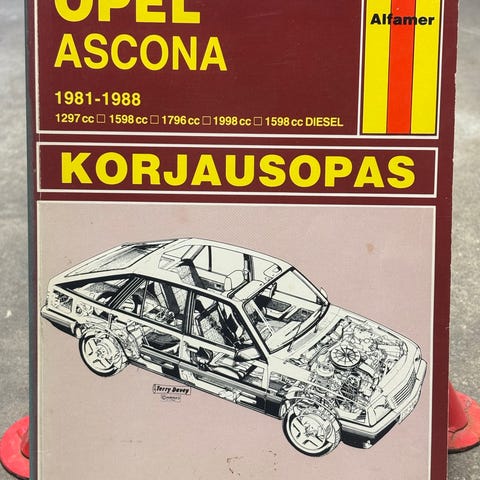 OPEL
Alfamer
ASCONA
1981-1988
1297 cc □ 1598 cc □ 1796 cc □ 1998 cc □ 1598 cc DIESEL
KORJAUSOPAS
Terry Davey